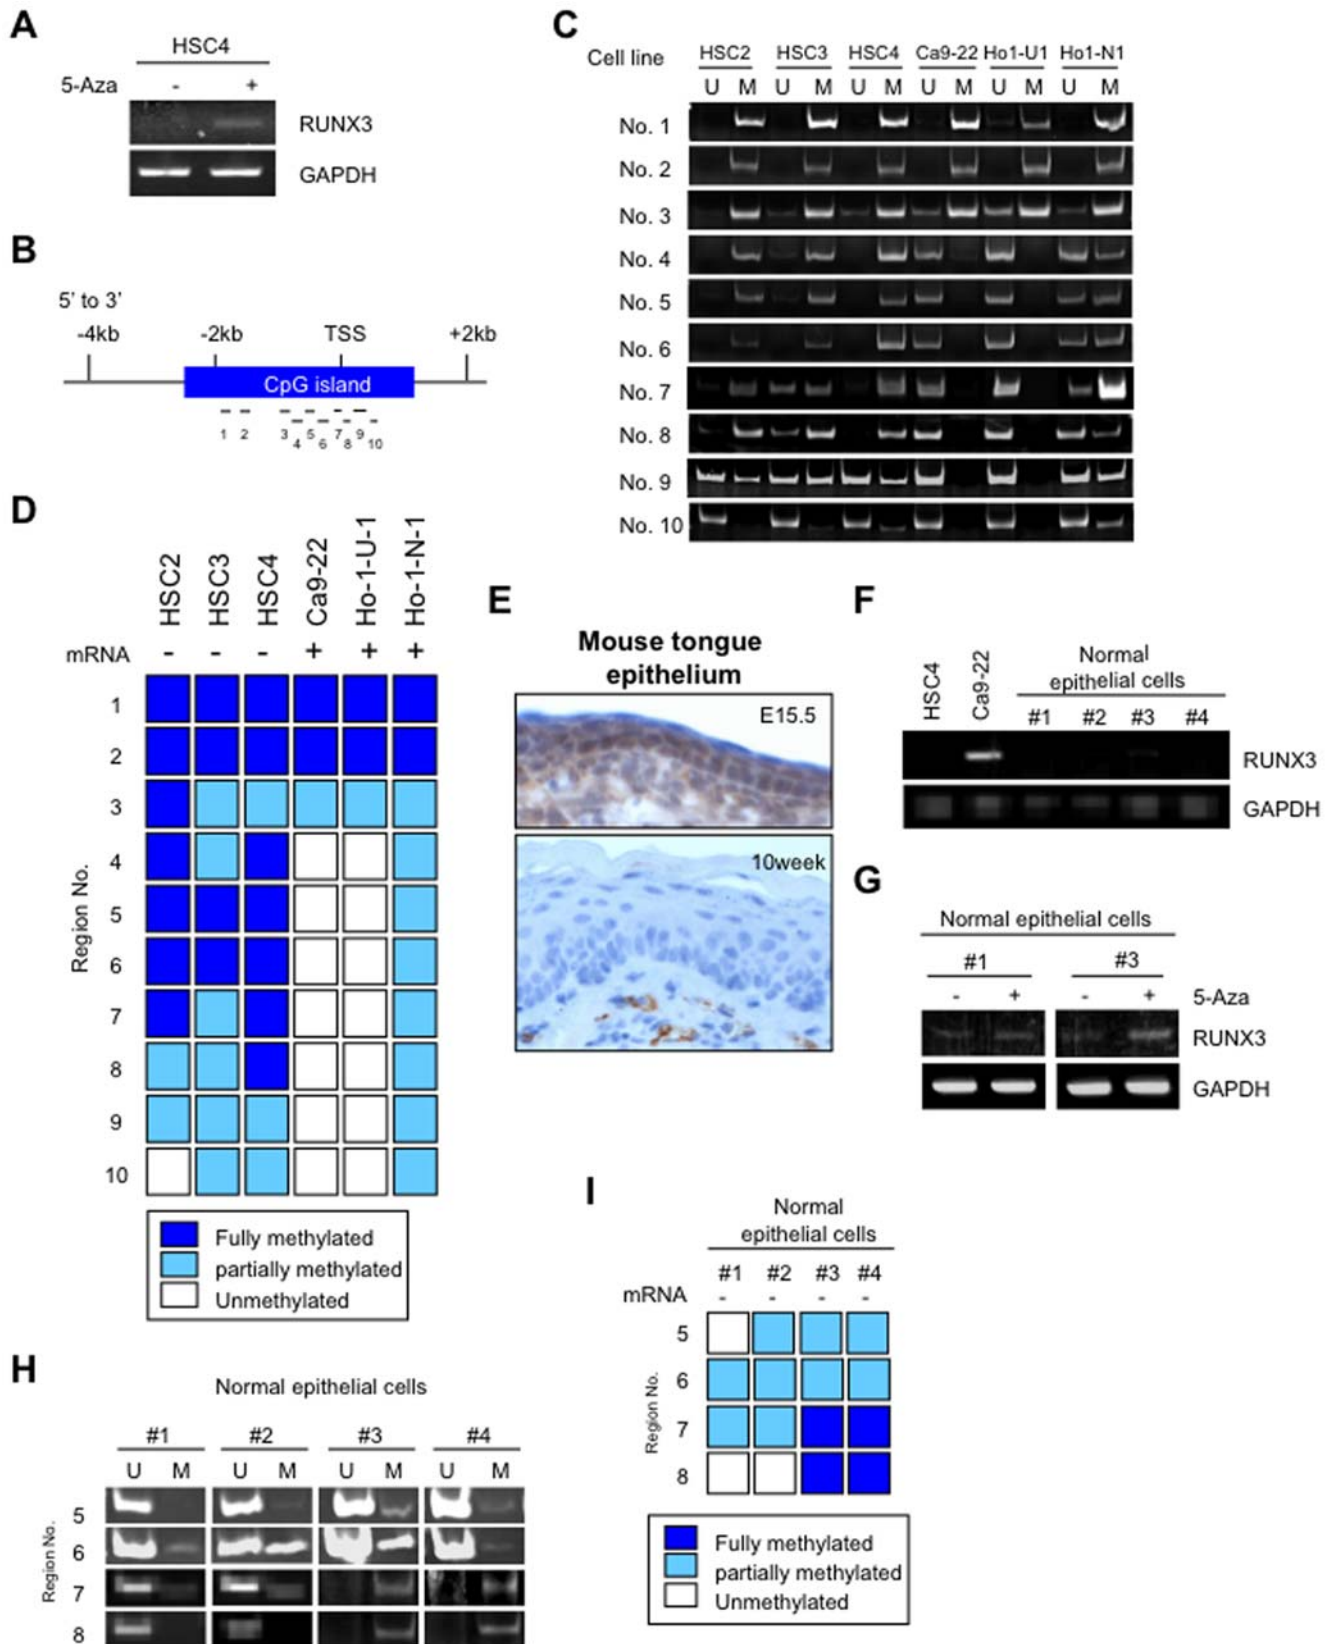 A
HSC4
5-Aza - +
RUNX3
GAPDH
B
5’ to 3’
-4kb -2kb TSS +2kb
CpG island
1 2 3 4 5 6 7 8 9 10
C
Cell line HSC2 HSC3 HSC4 Ca9-22 Ho1-U1 Ho1-N1
U M U M U M U M U M U M
No. 1
No. 2
No. 3
No. 4
No. 5
No. 6
No. 7
No. 8
No. 9
No. 10
D
HSC2 HSC3 HSC4 Ca9-22 Ho-1-U-1 Ho-1-N-1
mRNA - - - + + +
Region No.
1
2
3
4
5
6
7
8
9
10
Fully methylated
partially methylated
Unmethylated
E
Mouse tongue
epithelium
E15.5
10week
F
HSC4 Ca9-22
Normal
epithelial cells
#1 #2 #3 #4
RUNX3
GAPDH
G
Normal epithelial cells
#1 #3
- + - + 5-Aza
RUNX3
GAPDH
H
Normal epithelial cells
#1 #2 #3 #4
U M U M U M U M
Region No.
5
6
7
8
I
Normal
epithelial cells
#1 #2 #3 #4
mRNA - - - -
Region No.
5
6
7
8
Fully methylated
partially methylated
Unmethylated